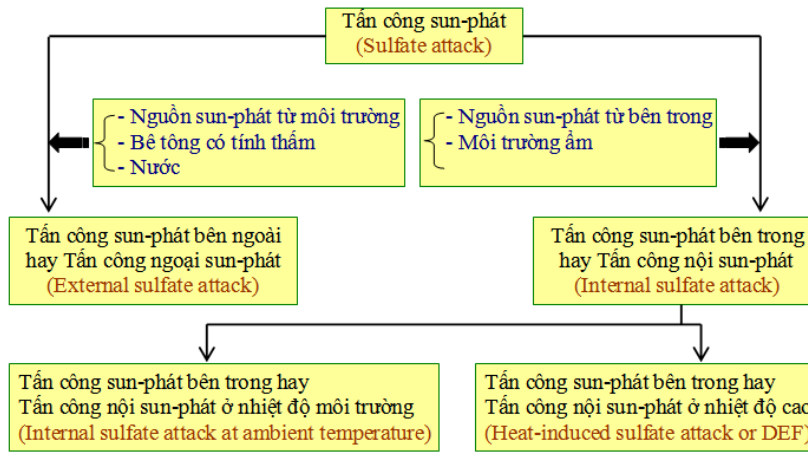 Tấn công sun-phát
(Sulfate attack)
- Nguồn sun-phát từ môi trường
- Bê tông có tính thấm
- Nước
- Nguồn sun-phát từ bên trong
- Môi trường ẩm
Tấn công sun-phát bên ngoài
hay Tấn công ngoại sun-phát
(External sulfate attack)
Tấn công sun-phát bên trong
hay Tấn công nội sun-phát
(Internal sulfate attack)
Tấn công sun-phát bên trong hay
Tấn công nội sun-phát ở nhiệt độ môi trường
(Internal sulfate attack at ambient temperature)
Tấn công sun-phát bên trong hay
Tấn công nội sun-phát ở nhiệt độ cao
(Heat-induced sulfate attack or DEF)